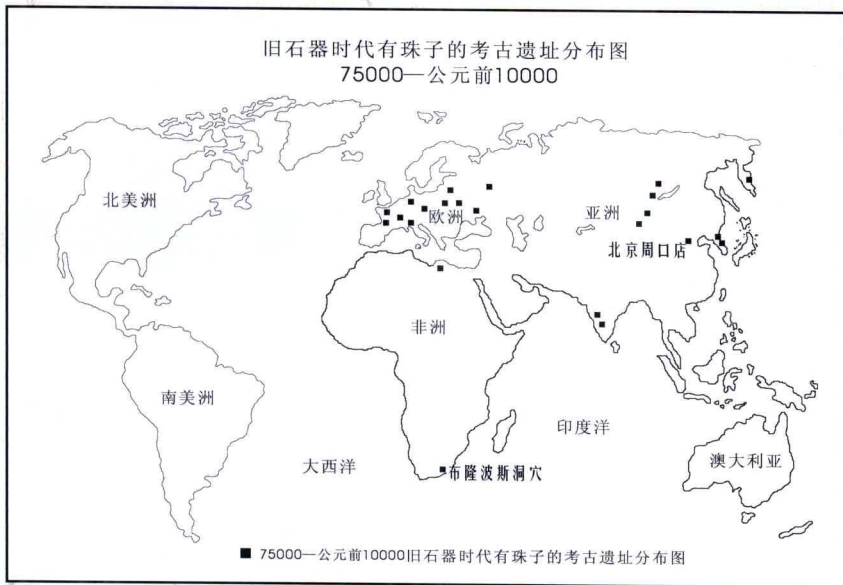 旧石器时代有珠子的考古遗址分布图
75000—公元前10000
北美洲
欧洲
亚洲
北京周口店
非洲
南美洲
印度洋
大西洋
布隆波斯洞穴
澳大利亚
75000—公元前10000旧石器时代有珠子的考古遗址分布图